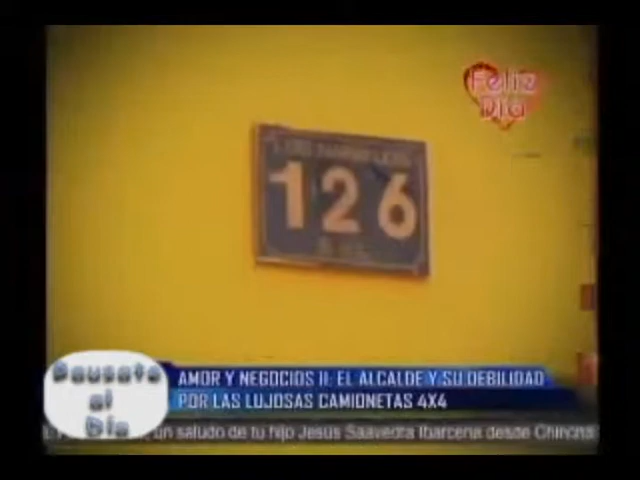 Feliz
Día
126
AMOR Y NEGOCIOS II: EL ALCALDE Y SU DEBILIDAD
POR LAS LUJOSAS CAMIONETAS 4X4
Pausate
al
Día
un saludo de tu hijo Jesús Saavedra Ibarcena desde Chincha